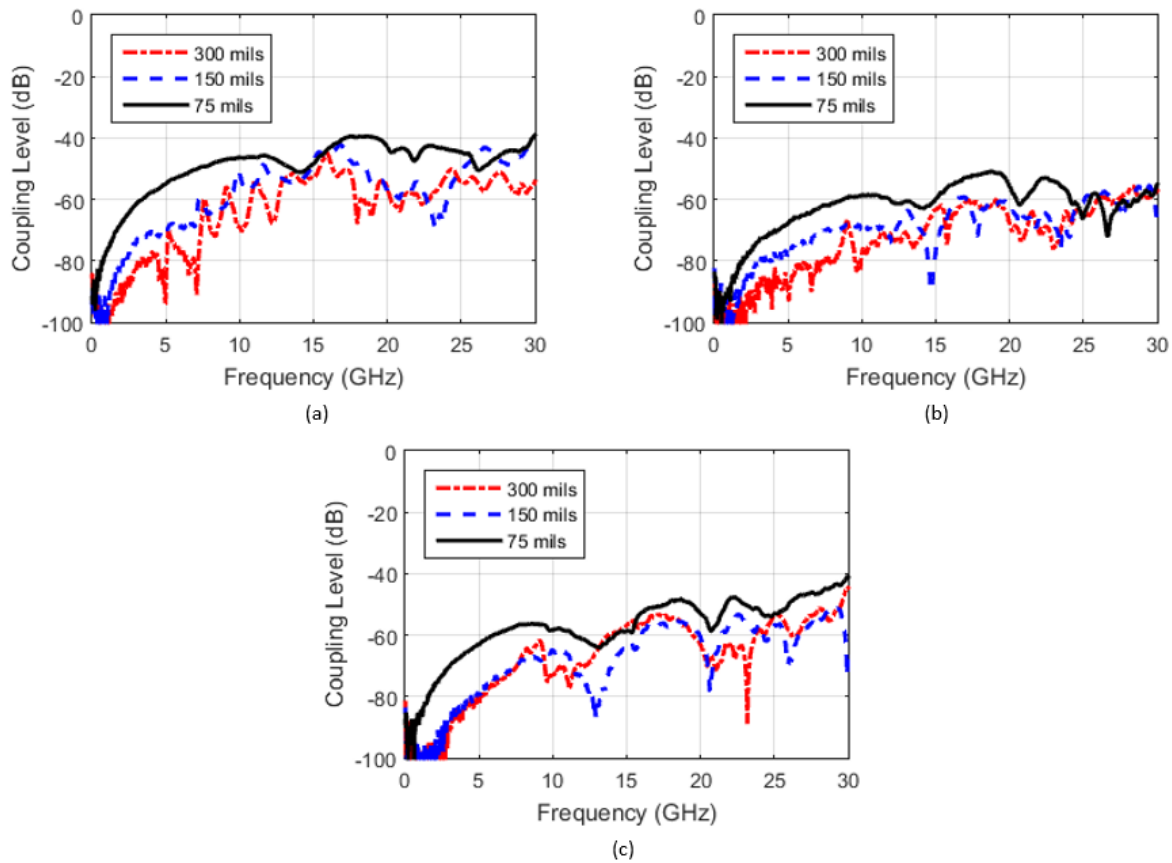 0
-20
-40
-60
-80
-100
Coupling Level (dB)
300 mils
150 mils
75 mils
0 5 10 15 20 25 30
Frequency (GHz)
(a)
0
-20
-40
-60
-80
-100
Coupling Level (dB)
300 mils
150 mils
75 mils
0 5 10 15 20 25 30
Frequency (GHz)
(b)
0
-20
-40
-60
-80
-100
Coupling Level (dB)
300 mils
150 mils
75 mils
0 5 10 15 20 25 30
Frequency (GHz)
(c)